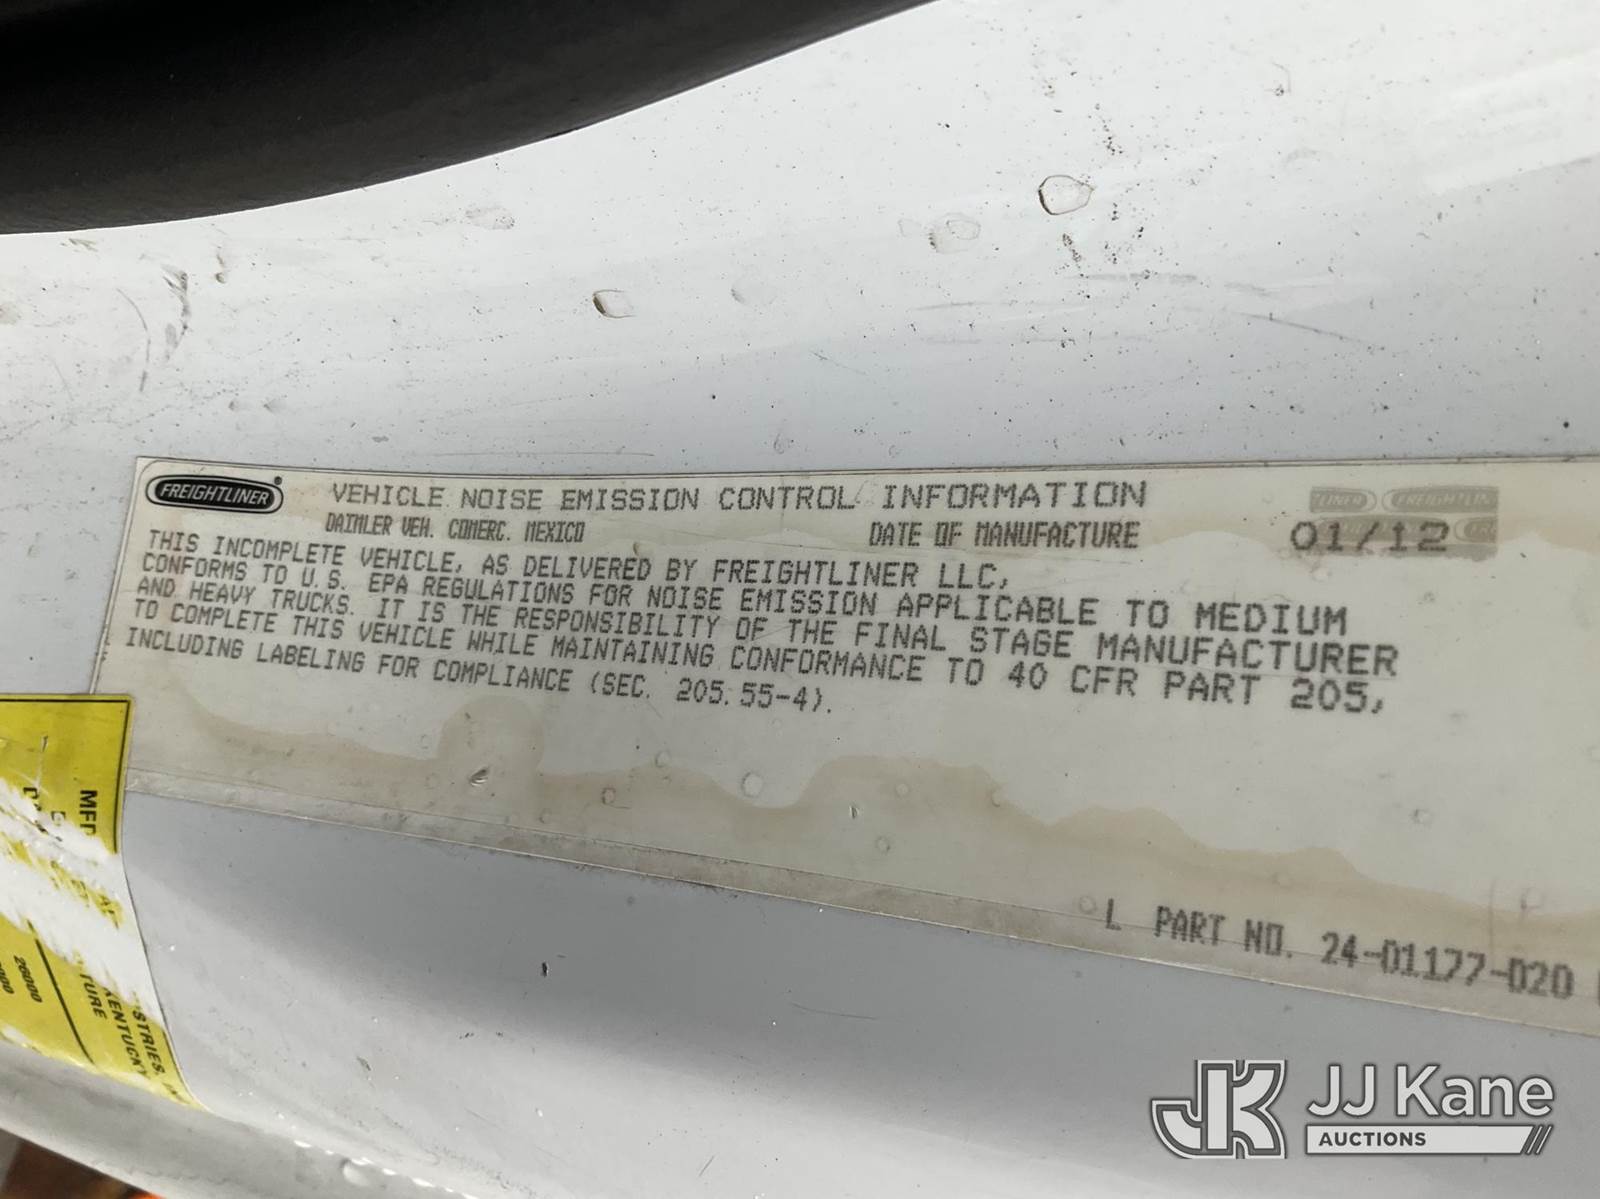 FREIGHTLINER VEHICLE NOISE EMISSION CONTROL INFORMATION
DAIMLER VEH. COMERC. MEXICO DATE OF MANUFACTURE 01/12
THIS INCOMPLETE VEHICLE, AS DELIVERED BY FREIGHTLINER LLC,
CONFORMS TO U.S. EPA REGULATIONS FOR NOISE EMISSION APPLICABLE TO MEDIUM
AND HEAVY TRUCKS. IT IS THE RESPONSIBILITY OF THE FINAL STAGE MANUFACTURER
TO COMPLETE THIS VEHICLE WHILE MAINTAINING CONFORMANCE TO 40 CFR PART 205,
INCLUDING LABELING FOR COMPLIANCE (SEC. 205.55-4).
L PART NO. 24-01177-020
20000
JJ Kane
AUCTIONS